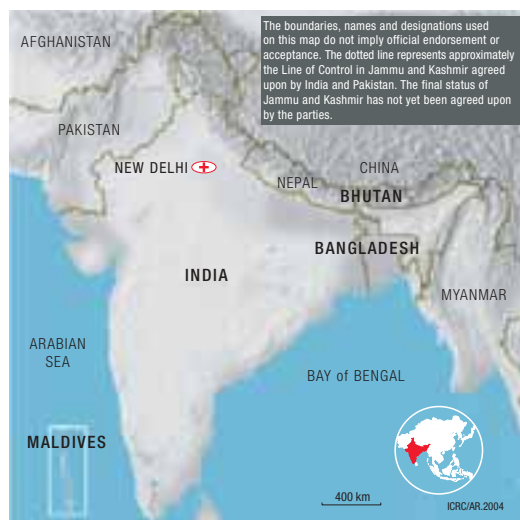 The boundaries, names and designations used
on this map do not imply official endorsement or
acceptance. The dotted line represents approximately
the Line of Control in Jammu and Kashmir agreed
upon by India and Pakistan. The final status of
Jammu and Kashmir has not yet been agreed upon
by the parties.
AFGHANISTAN
PAKISTAN
NEW DELHI
CHINA
NEPAL
BHUTAN
BANGLADESH
INDIA
MYANMAR
ARABIAN
SEA
BAY of BENGAL
MALDIVES
400 km
ICRC/AR.2004